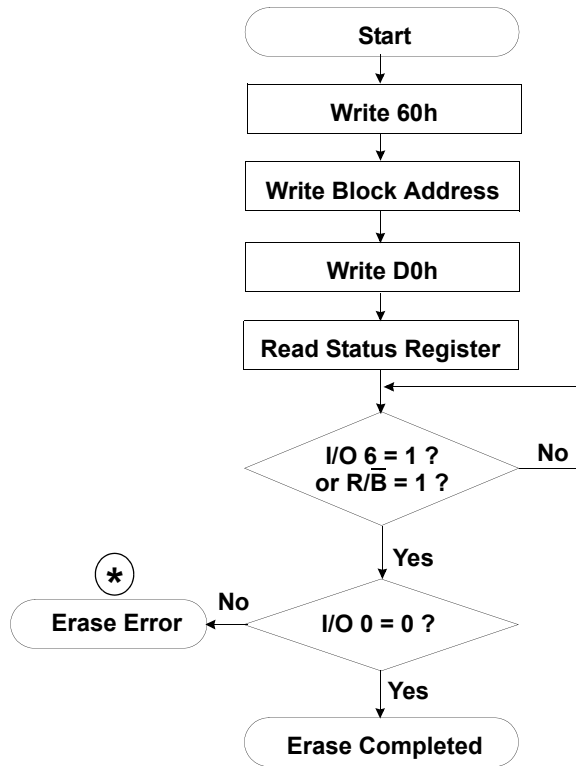 Start
Write 60h
Write Block Address
Write D0h
Read Status Register
I/O 6 = 1 ?
or R/B̅ = 1 ?
No
Yes
*
No
Erase Error
I/O 0 = 0 ?
Yes
Erase Completed